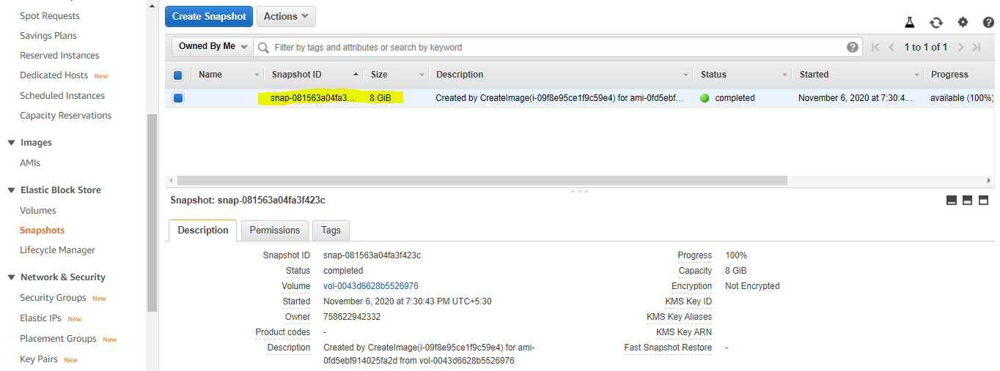 Spot Requests
Savings Plans
Reserved Instances
Dedicated Hosts New
Scheduled Instances
Capacity Reservations
Images
AMIs
Elastic Block Store
Volumes
Snapshots
Lifecycle Manager
Network & Security
Security Groups New
Elastic IPs New
Placement Groups New
Key Pairs New
Create Snapshot Actions
Owned By Me Filter by tags and attributes or search by keyword 1 to 1 of 1
Name Snapshot ID Size Description Status Started Progress
snap-081563a04fa3... 8 GiB Created by CreateImage(i-09f8e95ce1f9c59e4) for ami-0fd5ebf... completed November 6, 2020 at 7:30:4... available (100%)
Snapshot: snap-081563a04fa3f423c
Description Permissions Tags
Snapshot ID snap-081563a04fa3f423c
Status completed
Volume vol-0043d6628b5526976
Started November 6, 2020 at 7:30:43 PM UTC+5:30
Owner 758622942332
Product codes -
Description Created by CreateImage(i-09f8e95ce1f9c59e4) for ami-
0fd5ebf914025fa2d from vol-0043d6628b5526976
Progress 100%
Capacity 8 GiB
Encryption Not Encrypted
KMS Key ID
KMS Key Aliases
KMS Key ARN
Fast Snapshot Restore -